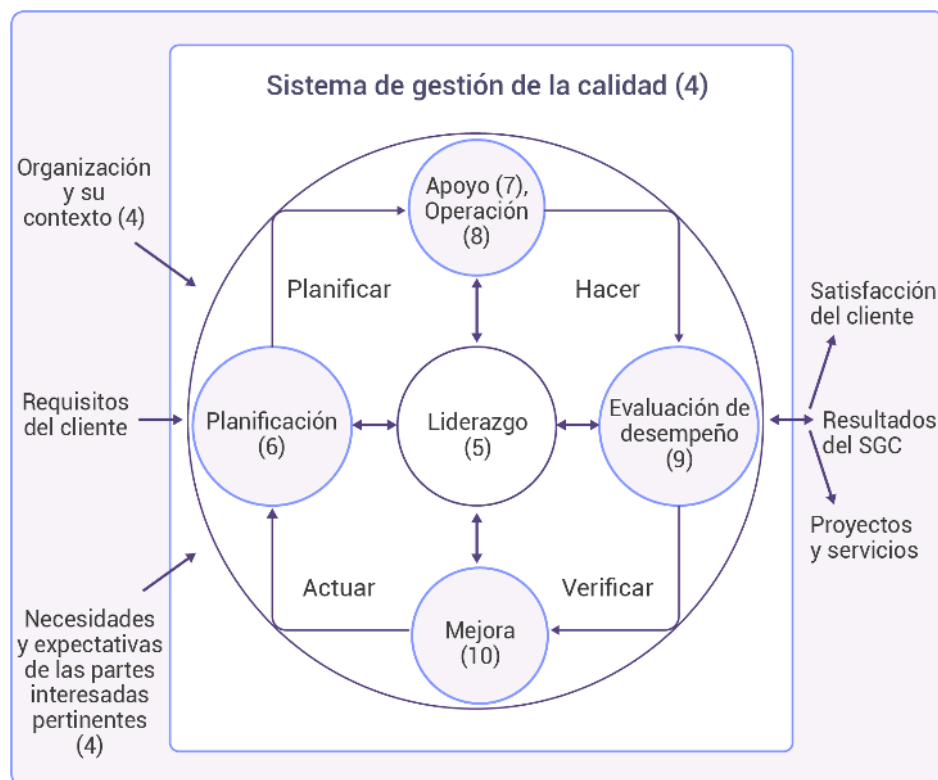 Sistema de gestión de la calidad (4)
Organización
y su
contexto (4)
Requisitos
del cliente
Necesidades
y expectativas
de las partes
interesadas
pertinentes
(4)
Apoyo (7),
Operación
(8)
Planificar
Hacer
Planificación
(6)
Liderazgo
(5)
Evaluación de
desempeño
(9)
Actuar
Verificar
Mejora
(10)
Satisfacción
del cliente
Resultados
del SGC
Proyectos
y servicios